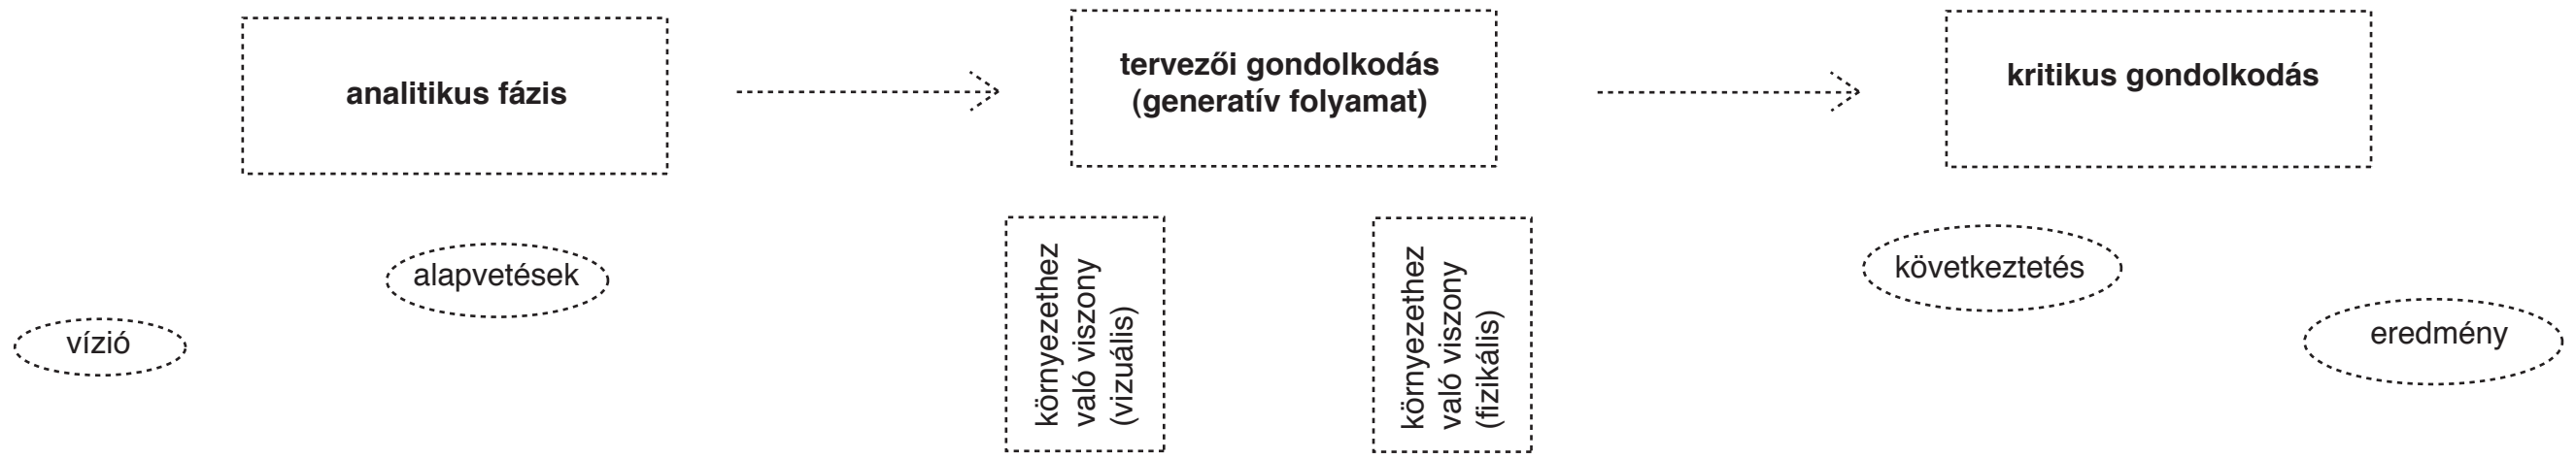 analitikus fázis
tervezői gondolkodás
(generatív folyamat)
kritikus gondolkodás
vízió
alapvetések
környezethez
való viszony
(vizuális)
környezethez
való viszony
(fizikális)
következtetés
eredmény